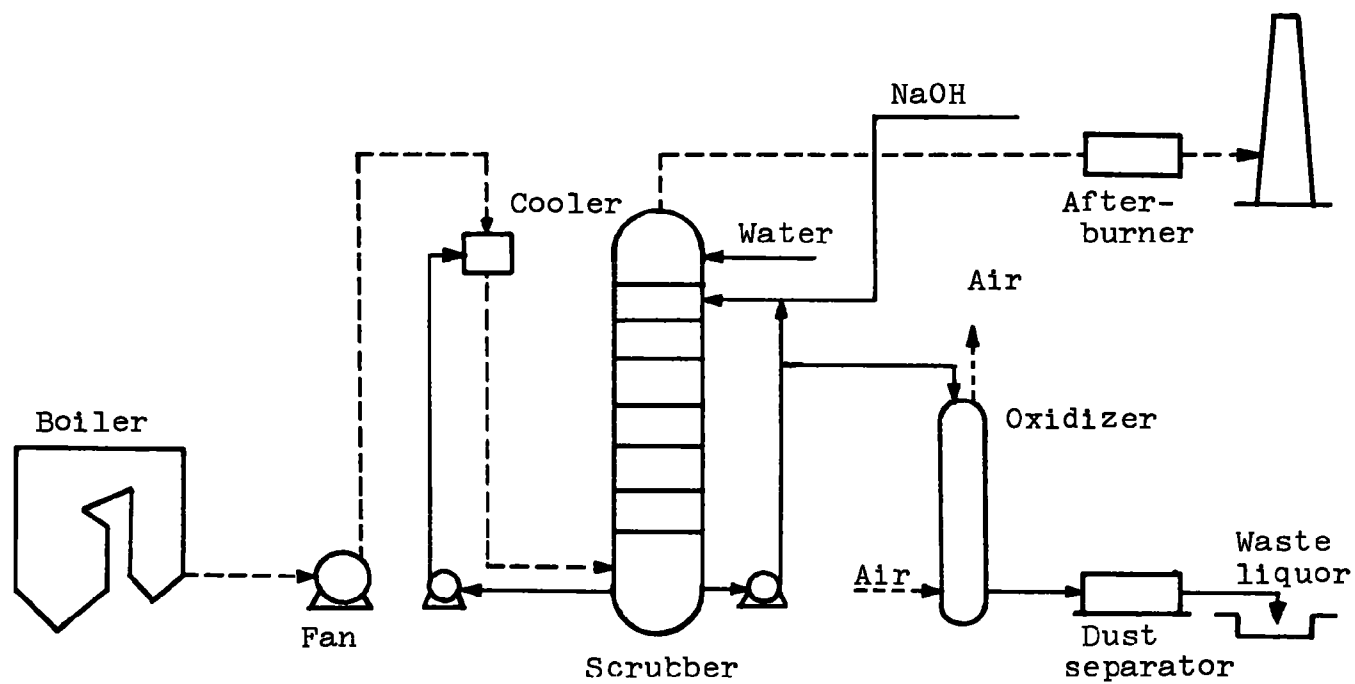 NaOH
Cooler
After-
burner
Water
Air
Boiler
Oxidizer
Waste
liquor
Air
Fan
Dust
separator
Scrubber